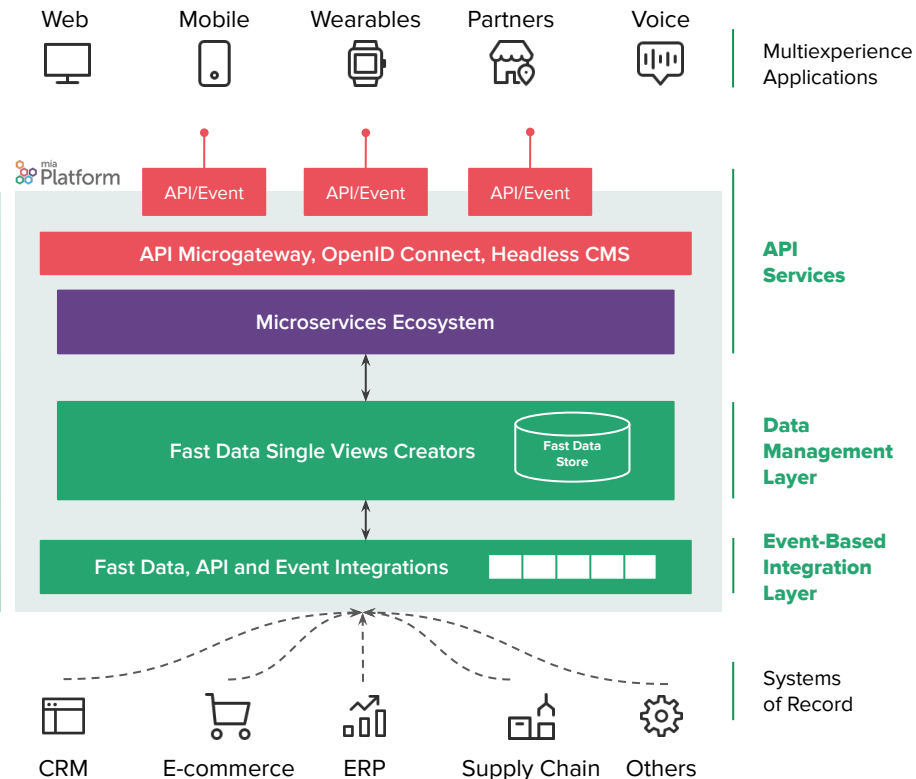 Web
Mobile
Wearables
Partners
Voice
Multiexperience
Applications
mia
Platform
API/Event
API/Event
API/Event
API Microgateway, OpenID Connect, Headless CMS
API
Services
Microservices Ecosystem
Fast Data Single Views Creators
Fast Data
Store
Data
Management
Layer
Fast Data, API and Event Integrations
Event-Based
Integration
Layer
Systems
of Record
CRM
E-commerce
ERP
Supply Chain
Others